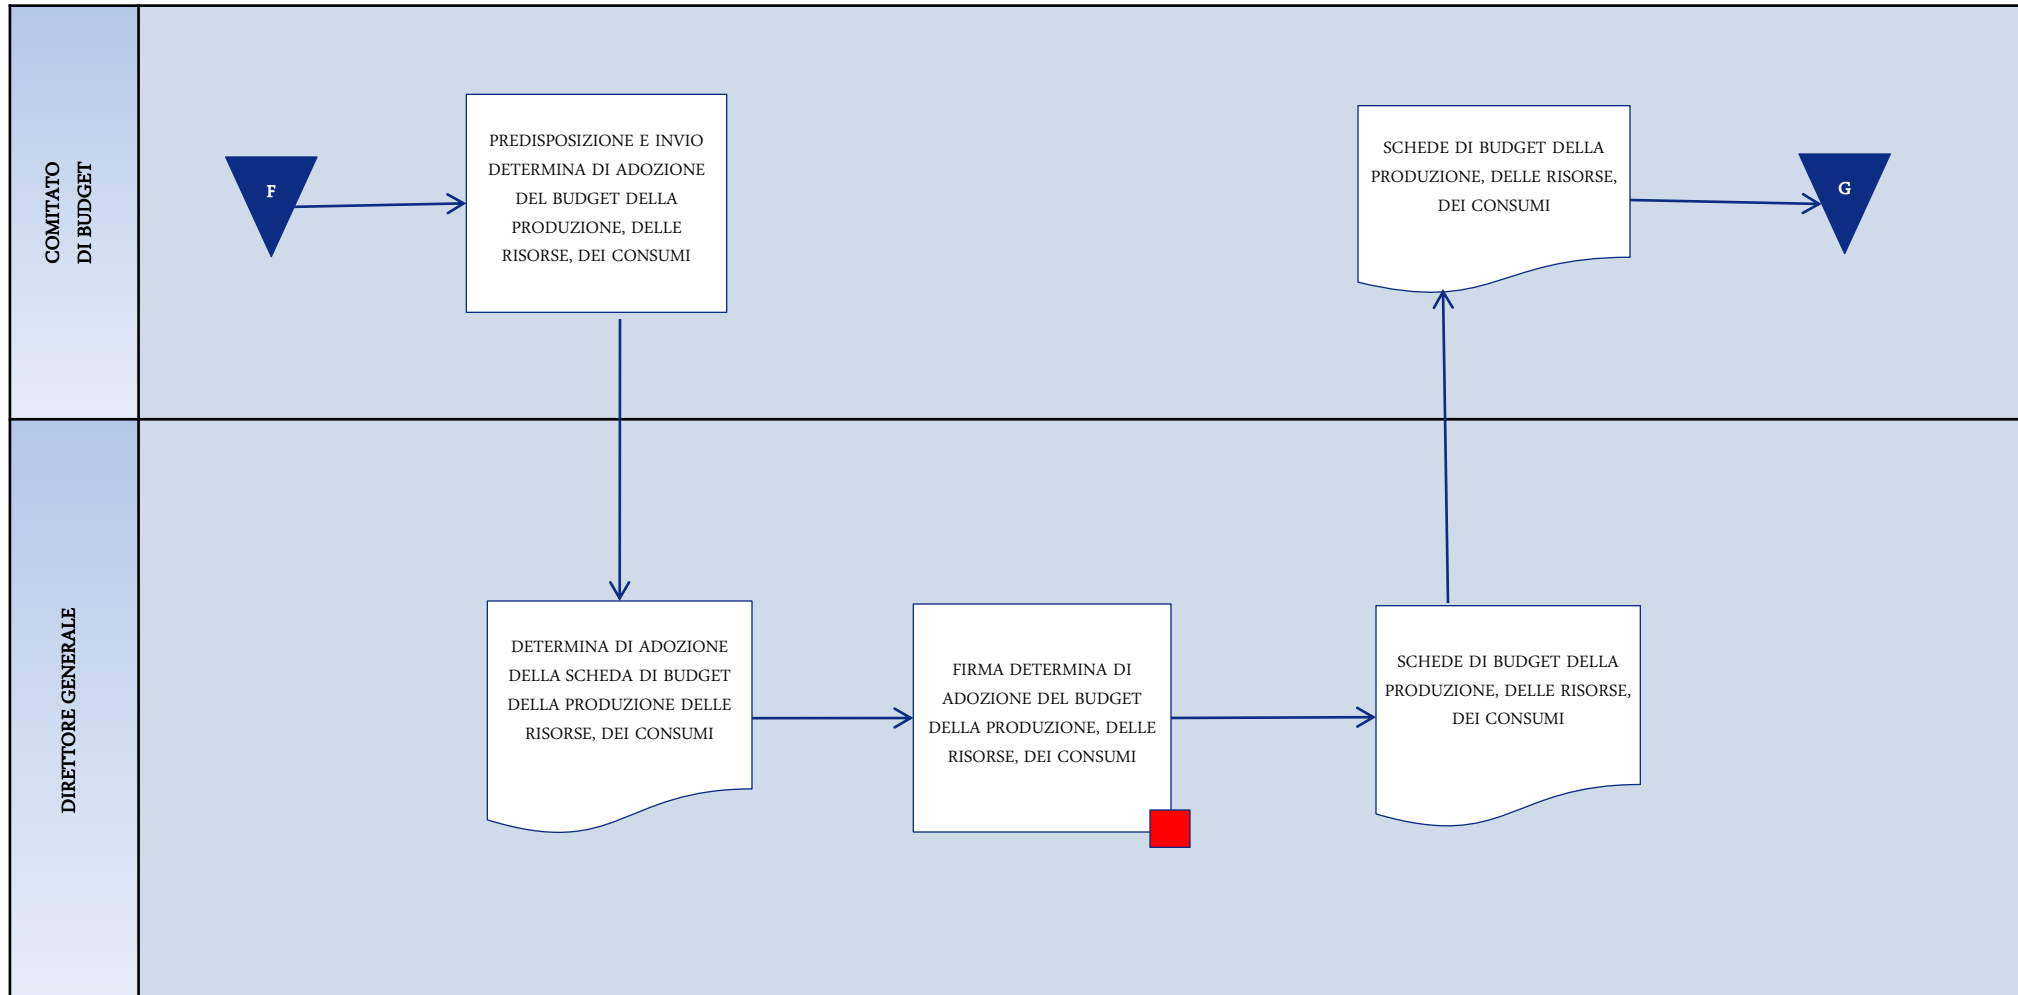 COMITATO
DI BUDGET
F
PREDISPOSIZIONE E INVIO
DETERMINA DI ADOZIONE
DEL BUDGET DELLA
PRODUZIONE, DELLE
RISORSE, DEI CONSUMI
SCHEDE DI BUDGET DELLA
PRODUZIONE, DELLE RISORSE,
DEI CONSUMI
G
DIRETTORE GENERALE
DETERMINA DI ADOZIONE
DELLA SCHEDA DI BUDGET
DELLA PRODUZIONE DELLE
RISORSE, DEI CONSUMI
FIRMA DETERMINA DI
ADOZIONE DEL BUDGET
DELLA PRODUZIONE, DELLE
RISORSE, DEI CONSUMI
SCHEDE DI BUDGET DELLA
PRODUZIONE, DELLE RISORSE,
DEI CONSUMI